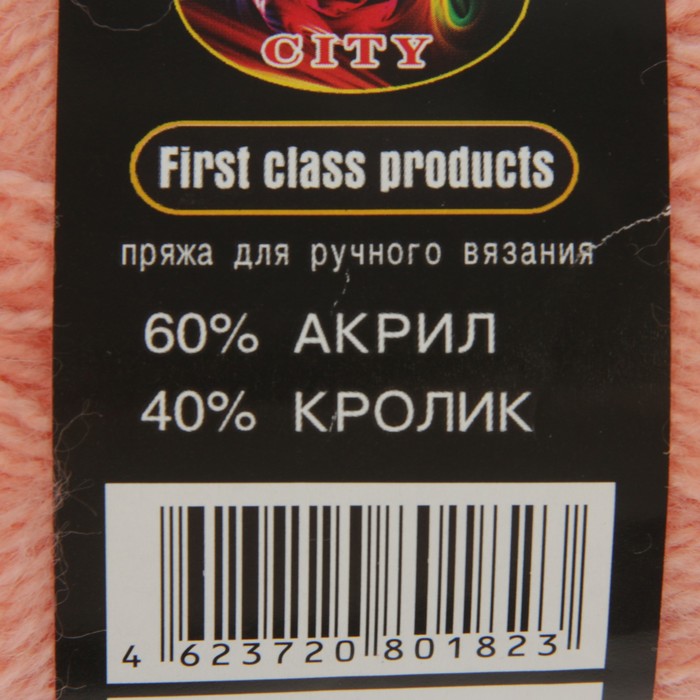 CITY
First class products
пряжа для ручного вязания
60% АКРИЛ
40% КРОЛИК
4 623720 801823